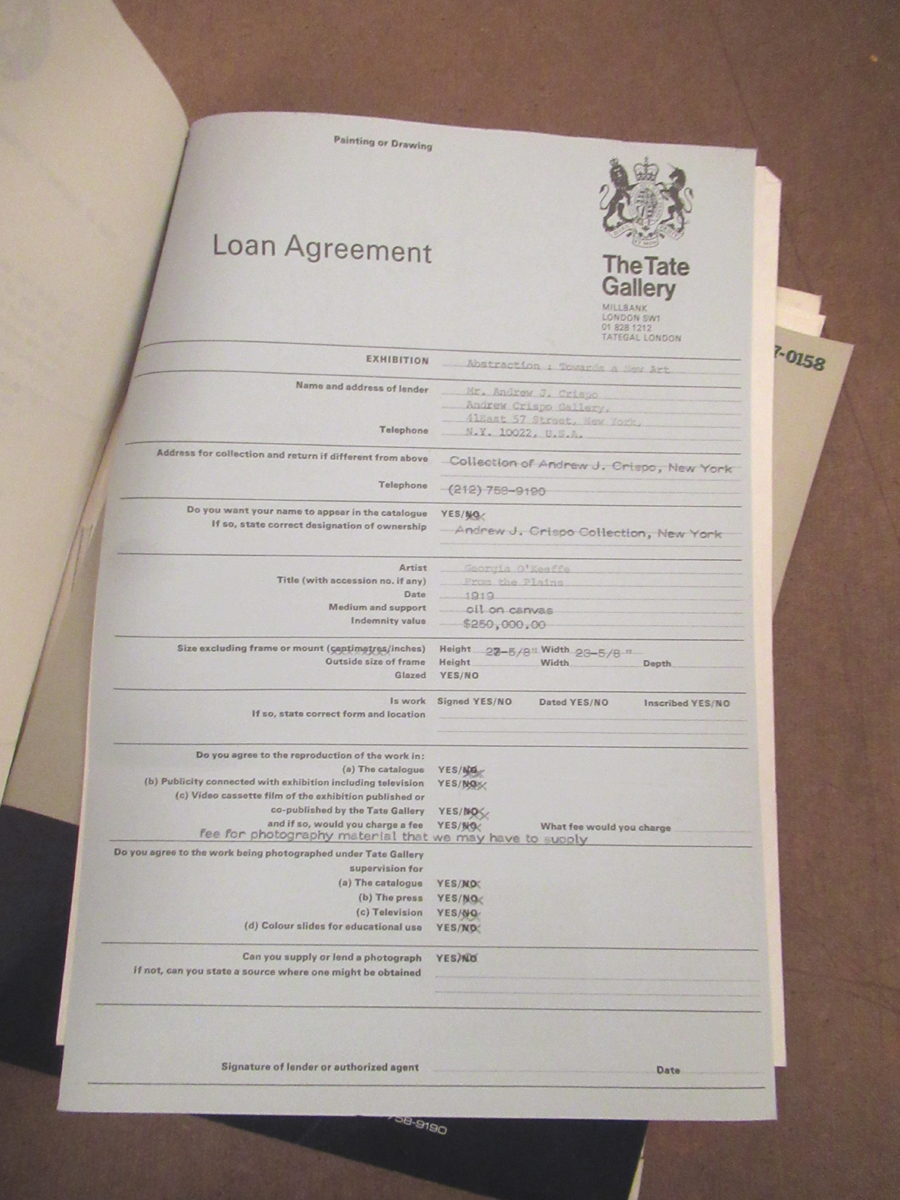 Painting or Drawing
Loan Agreement
The Tate
Gallery
MILLBANK
LONDON SW1
01 828 1212
TATEGAL LONDON
7-0158
EXHIBITION Abstraction : Towards a New Art
Name and address of lender Mr. Andrew J. Crispo
Andrew Crispo Gallery,
41East 57 Street, New York,
Telephone N.Y. 10022, U.S.A.
Address for collection and return if different from above Collection of Andrew J. Crispo, New York
Telephone (212) 758-9190
Do you want your name to appear in the catalogue YES/NO
If so, state correct designation of ownership Andrew J. Crispo Collection, New York
Artist Georgia O'Keeffe
Title (with accession no. if any) From the Plains
Date 1919
Medium and support oil on canvas
Indemnity value $250,000.00
Size excluding frame or mount (centimetres/inches) Height 27-5/8" Width 23-5/8 "
Outside size of frame Height Width Depth
Glazed YES/NO
Is work Signed YES/NO Dated YES/NO Inscribed YES/NO
If so, state correct form and location
Do you agree to the reproduction of the work in:
(a) The catalogue YES/NO
(b) Publicity connected with exhibition including television YES/NO
(c) Video cassette film of the exhibition published or
co-published by the Tate Gallery YES/NO
and if so, would you charge a fee YES/NO What fee would you charge
fee for photography material that we may have to supply
Do you agree to the work being photographed under Tate Gallery
supervision for
(a) The catalogue YES/NO
(b) The press YES/NO
(c) Television YES/NO
(d) Colour slides for educational use YES/NO
Can you supply or lend a photograph YES/NO
if not, can you state a source where one might be obtained
Signature of lender or authorized agent Date
758-9190